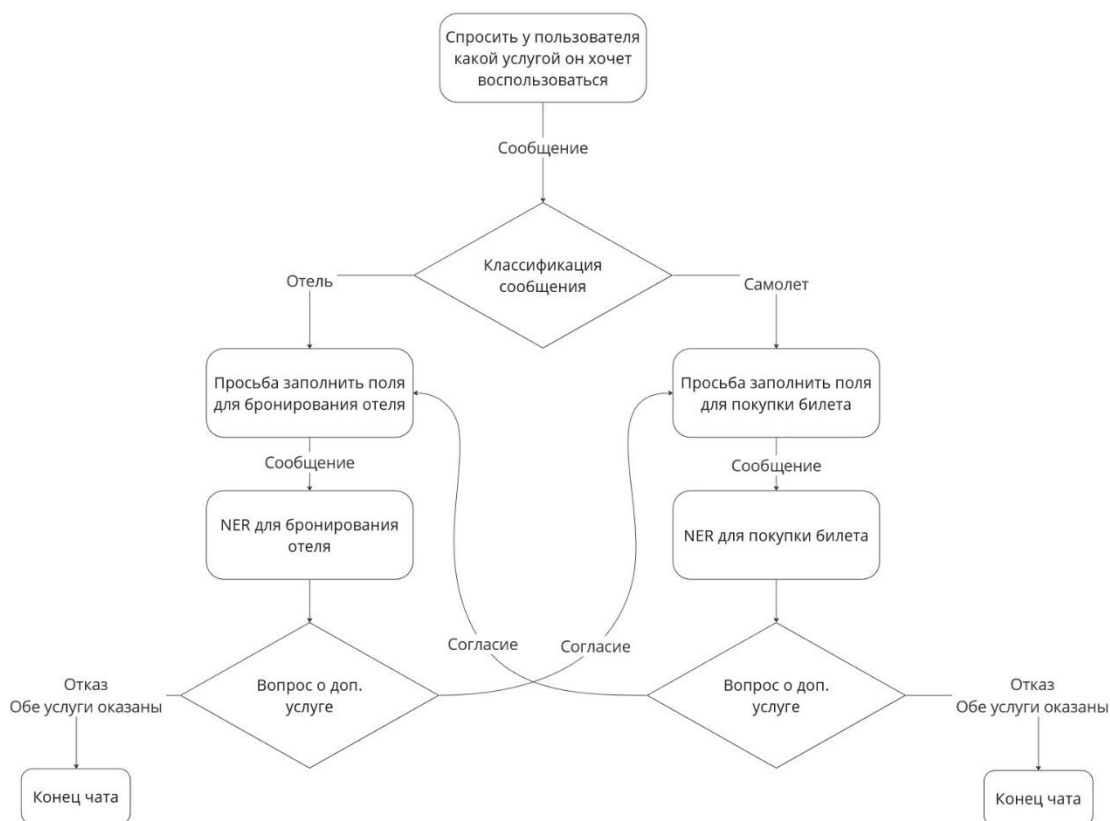 Спросить у пользователя
какой услугой он хочет
воспользоваться
Сообщение
Классификация
сообщения
Отель
Самолет
Просьба заполнить поля
для бронирования отеля
Просьба заполнить поля
для покупки билета
Сообщение
Сообщение
NER для бронирования
отеля
NER для покупки билета
Согласие
Согласие
Вопрос о доп.
услуге
Вопрос о доп.
услуге
Отказ
Обе услуги оказаны
Отказ
Обе услуги оказаны
Конец чата
Конец чата